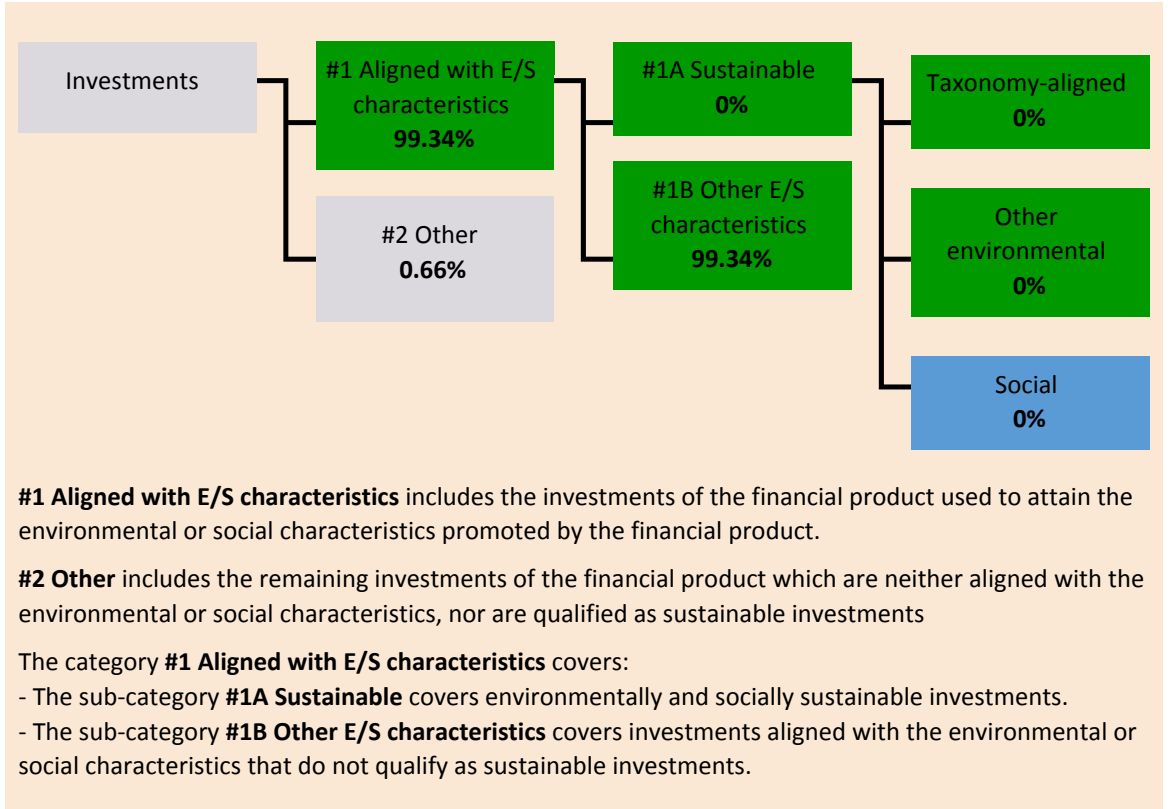 Investments
#1 Aligned with E/S
characteristics
99.34%
#2 Other
0.66%
#1A Sustainable
0%
#1B Other E/S
characteristics
99.34%
Taxonomy-aligned
0%
Other
environmental
0%
Social
0%
#1 Aligned with E/S characteristics includes the investments of the financial product used to attain the
environmental or social characteristics promoted by the financial product.
#2 Other includes the remaining investments of the financial product which are neither aligned with the
environmental or social characteristics, nor are qualified as sustainable investments
The category #1 Aligned with E/S characteristics covers:
- The sub-category #1A Sustainable covers environmentally and socially sustainable investments.
- The sub-category #1B Other E/S characteristics covers investments aligned with the environmental or
social characteristics that do not qualify as sustainable investments.